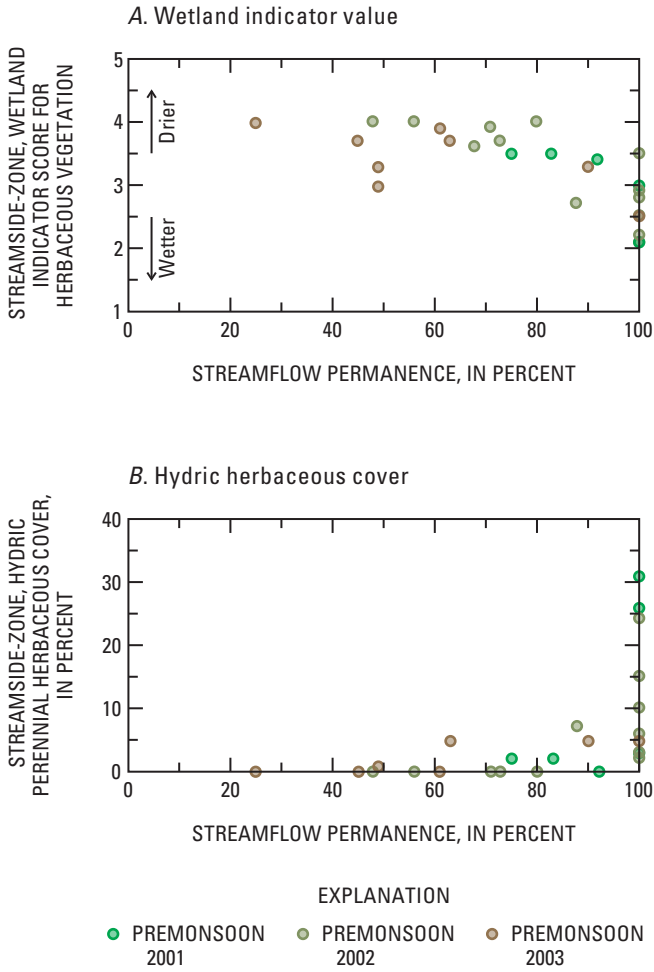 A. Wetland indicator value
STREAMSIDE-ZONE, WETLAND
INDICATOR SCORE FOR
HERBACEOUS VEGETATION
5
4
3
2
1
Drier
Wetter
0
20
40
60
80
100
STREAMFLOW PERMANENCE, IN PERCENT
B. Hydric herbaceous cover
STREAMSIDE-ZONE, HYDRIC
PERENNIAL HERBACEOUS COVER,
IN PERCENT
40
30
20
10
0
0
20
40
60
80
100
STREAMFLOW PERMANENCE, IN PERCENT
EXPLANATION
PREMONSOON
2001
PREMONSOON
2002
PREMONSOON
2003